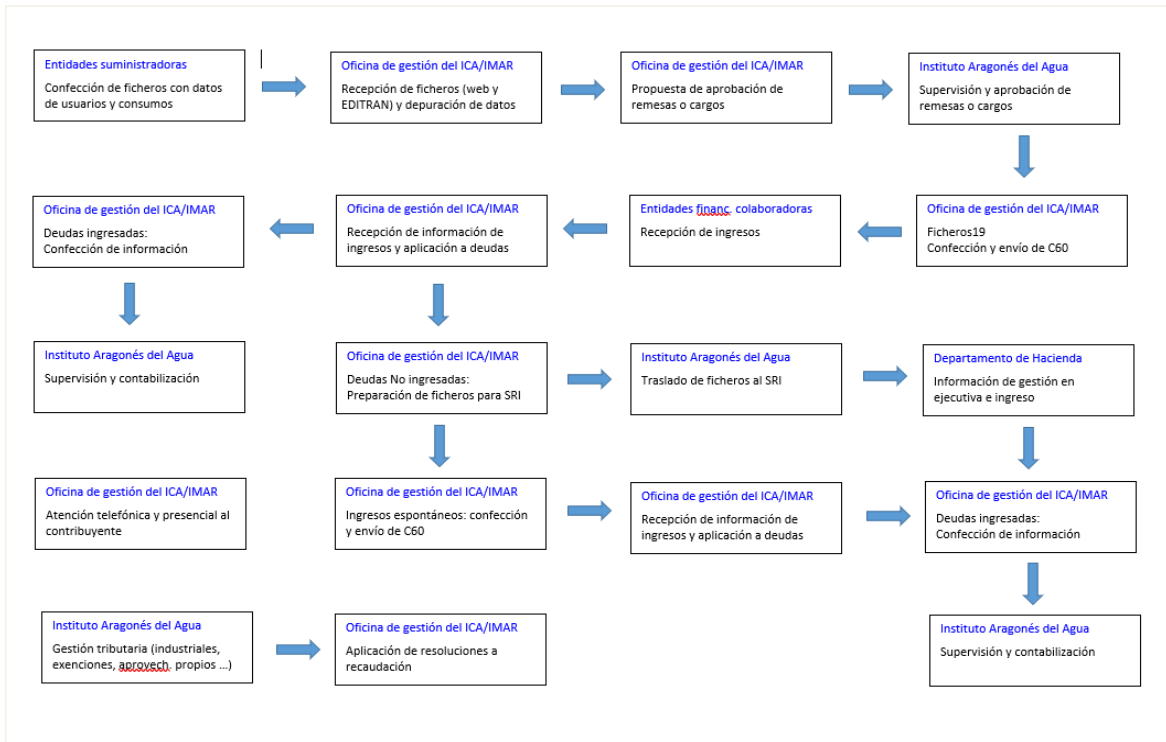 Entidades suministradoras
Confección de ficheros con datos
de usuarios y consumos
Oficina de gestión del ICA/IMAR
Recepción de ficheros (web y
EDITRAN) y depuración de datos
Oficina de gestión del ICA/IMAR
Propuesta de aprobación de
remesas o cargos
Instituto Aragonés del Agua
Supervisión y aprobación de
remesas o cargos
Oficina de gestión del ICA/IMAR
Deudas ingresadas:
Confección de información
Oficina de gestión del ICA/IMAR
Recepción de información de
ingresos y aplicación a deudas
Entidades financ. colaboradoras
Recepción de ingresos
Oficina de gestión del ICA/IMAR
Ficheros19
Confección y envío de C60
Instituto Aragonés del Agua
Supervisión y contabilización
Oficina de gestión del ICA/IMAR
Deudas No ingresadas:
Preparación de ficheros para SRI
Instituto Aragonés del Agua
Traslado de ficheros al SRI
Departamento de Hacienda
Información de gestión en
ejecutiva e ingreso
Oficina de gestión del ICA/IMAR
Atención telefónica y presencial al
contribuyente
Oficina de gestión del ICA/IMAR
Ingresos espontáneos: confección
y envío de C60
Oficina de gestión del ICA/IMAR
Recepción de información de
ingresos y aplicación a deudas
Oficina de gestión del ICA/IMAR
Deudas ingresadas:
Confección de información
Instituto Aragonés del Agua
Gestión tributaria (industriales,
exenciones, aprovech. propios ...)
Oficina de gestión del ICA/IMAR
Aplicación de resoluciones a
recaudación
Instituto Aragonés del Agua
Supervisión y contabilización